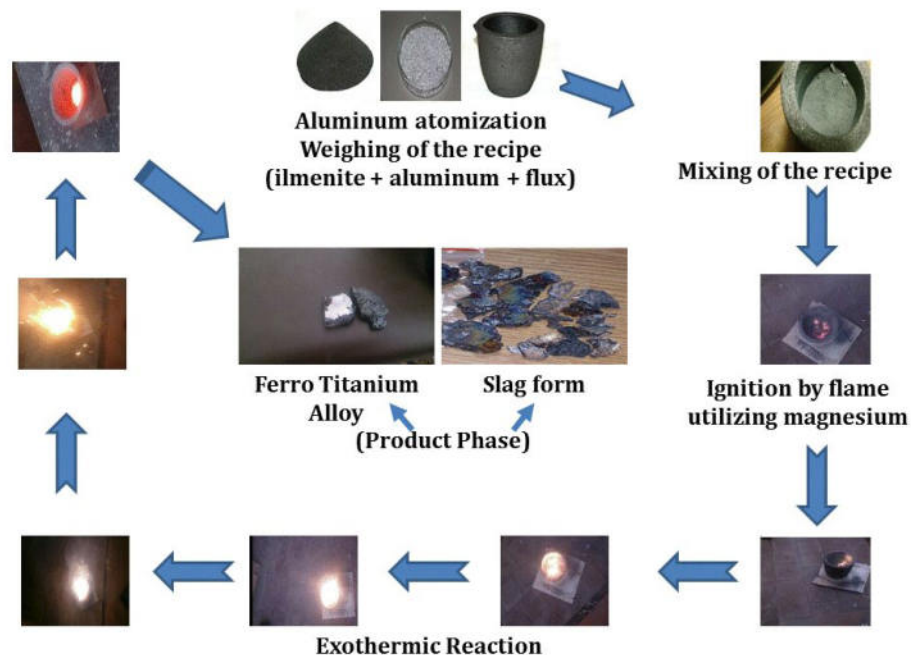 Aluminum atomization
Weighing of the recipe
(ilmenite + aluminum + flux)
Mixing of the recipe
Ignition by flame
utilizing magnesium
Exothermic Reaction
Ferro Titanium
Alloy
Slag form
(Product Phase)